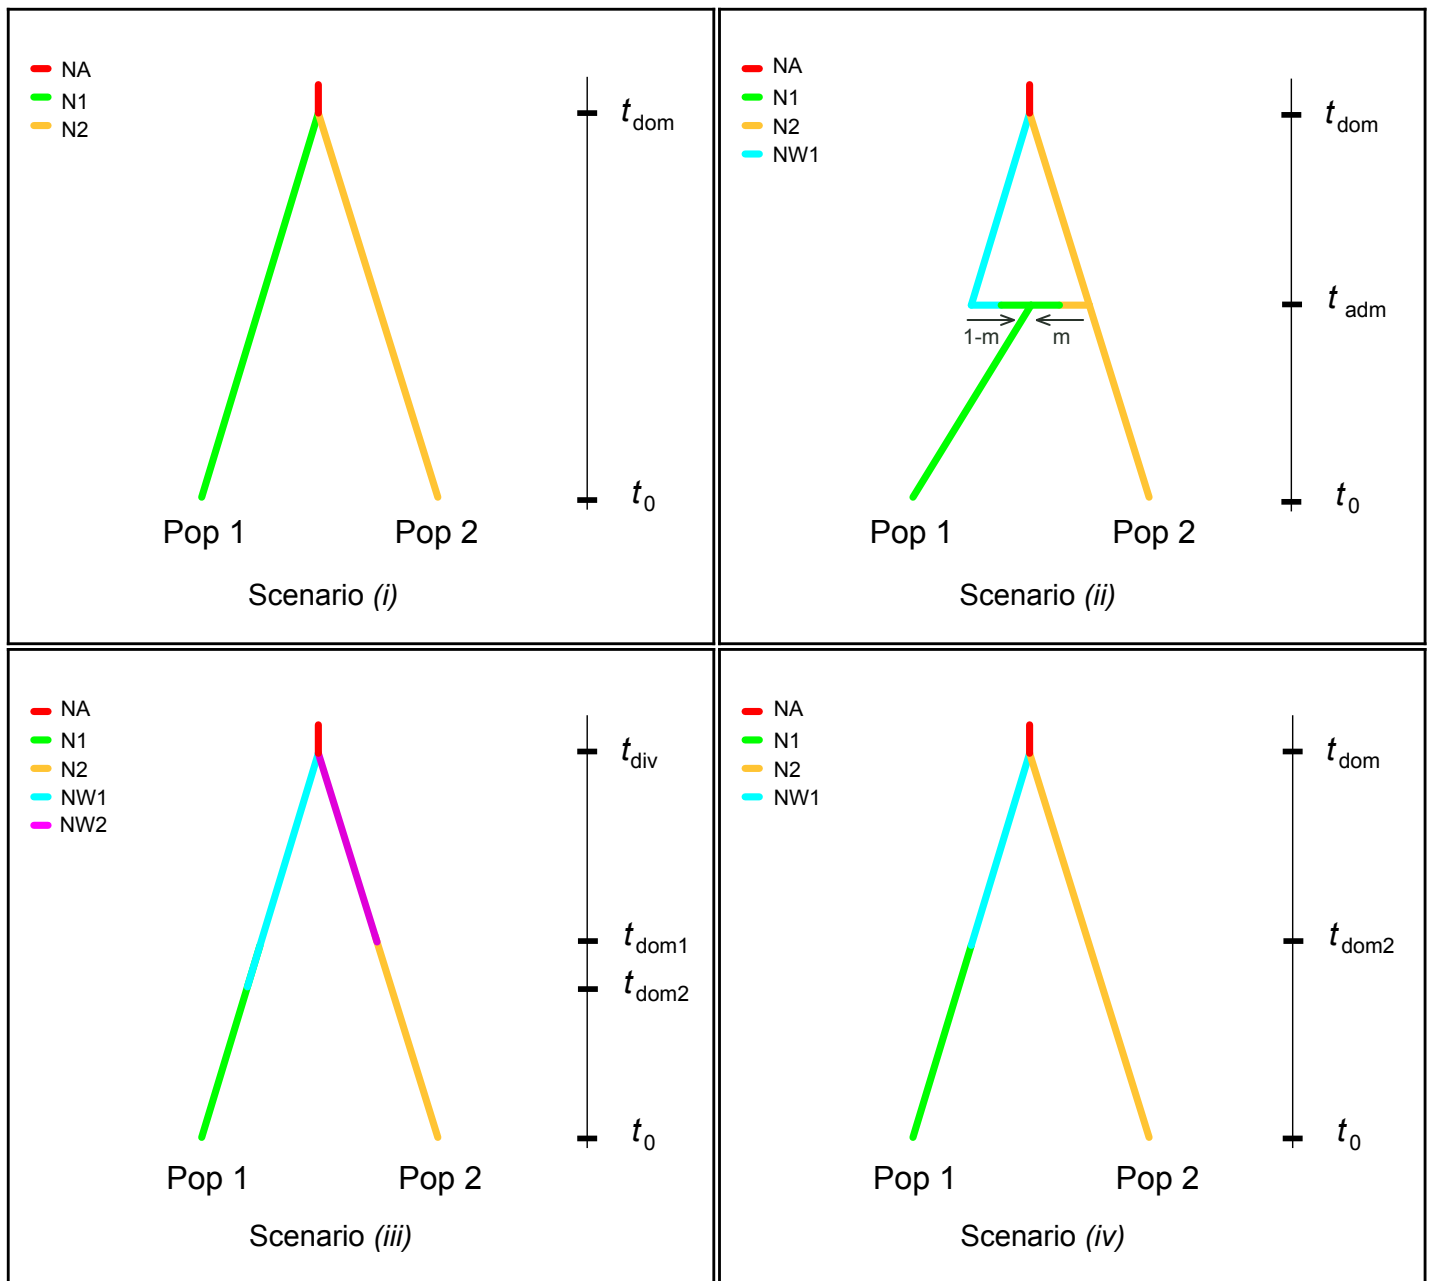 NA
N1
N2
t dom
t 0
Pop 1 Pop 2
Scenario (i)
NA
N1
N2
NW1
t dom
t adm
1-m m
t 0
Pop 1 Pop 2
Scenario (ii)
NA
N1
N2
NW1
NW2
t div
t dom1
t dom2
t 0
Pop 1 Pop 2
Scenario (iii)
NA
N1
N2
NW1
t dom
t dom2
t 0
Pop 1 Pop 2
Scenario (iv)